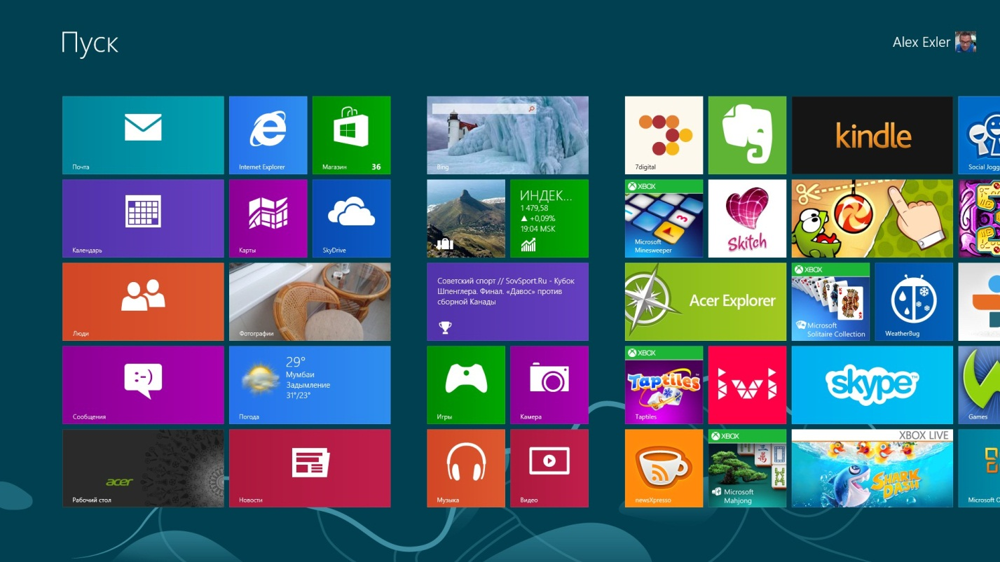 Пуск
Alex Exler
Почта
Internet Explorer
Магазин 36
Календарь
Карты
SkyDrive
Люди
Фотографии
:-)
Сообщения
29°
Мумбаи
Задымление
31°/23°
Погода
acer
Рабочий стол
Новости
Bing
ИНДЕК...
1 479,58
▲ +0,09%
19:04 MSK
Советский спорт // SovSport.Ru - Кубок
Шпенглера. Финал. «Давос» против
сборной Канады
Игры
Камера
Музыка
Видео
7digital
kindle
Social Jogg
XBOX
3
Microsoft
Minesweeper
Skitch
Acer Explorer
XBOX
Microsoft
Solitaire Collection
WeatherBug
XBOX
Taptiles™
Taptiles
skype™
Games
newsXpresso
XBOX
Microsoft
Mahjong
XBOX LIVE
SHARK
DASH
Microsoft O